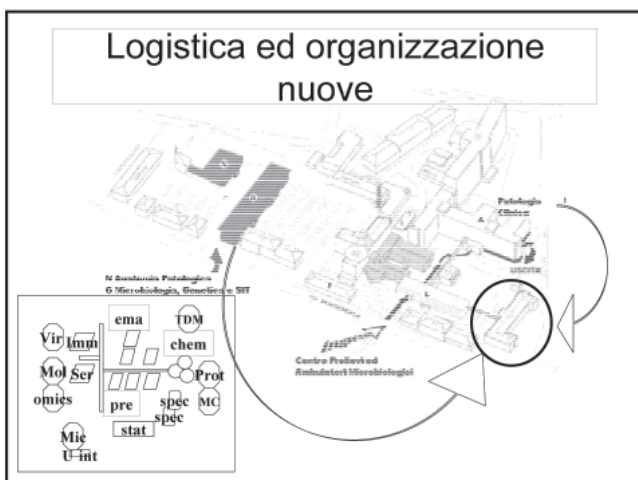 Logistica ed organizzazione
nuove
Patologia
Clinica
A
USCITA
N Anatomia Patologica
G Microbiologia, Genetica e SIT
F
L
Centro Prelievi ed
Ambulatori Microbiologici
ema
TDM
Vir
Imm
chem
Mol
Ser
Prot
omics
pre
spec
MC
spec
stat
Mic
U int